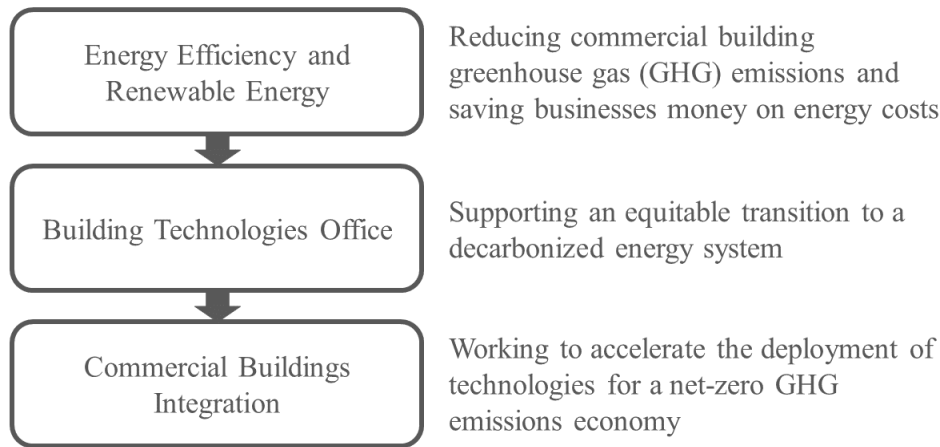 Energy Efficiency and
Renewable Energy
Reducing commercial building
greenhouse gas (GHG) emissions and
saving businesses money on energy costs
Building Technologies Office
Supporting an equitable transition to a
decarbonized energy system
Commercial Buildings
Integration
Working to accelerate the deployment of
technologies for a net-zero GHG
emissions economy